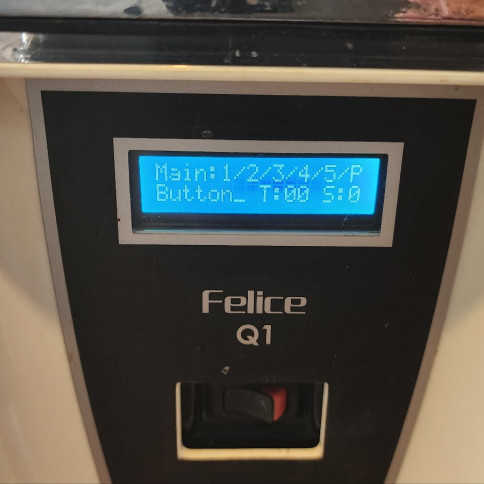 Main:1/2/3/4/5/P
Button_ T:00 S:0
Felice
Q1